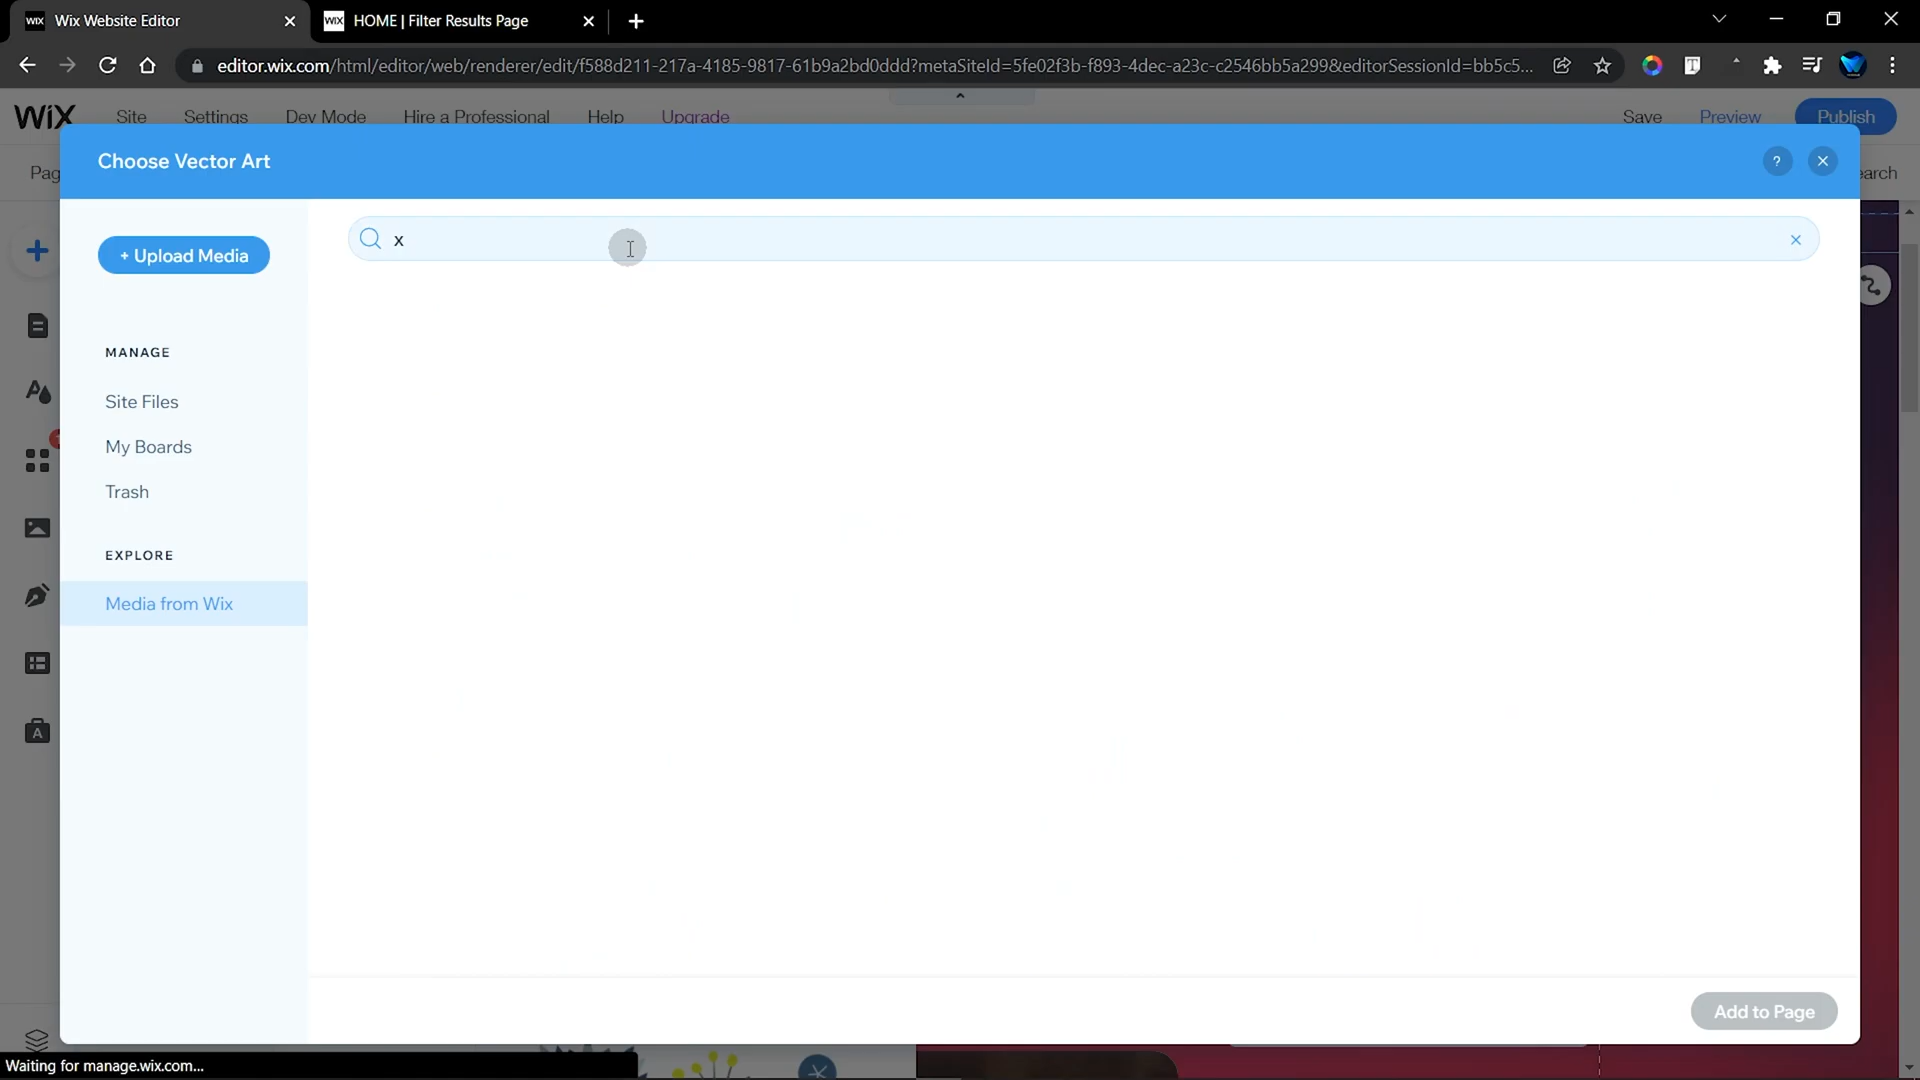 WiX Wix Website Editor
WiX HOME | Filter Results Page
editor.wix.com/html/editor/web/renderer/edit/f588d211-217a-4185-9817-61b9a2bd0ddd?metaSiteId=5fe02f3b-f893-4dec-a23c-c2546bb5a299&editorSessionId=bb5c5...
WiX Site Settings Dev Mode Hire a Professional Help Upgrade Save Preview Publish
Choose Vector Art
?
Pag
earch
x
+ Upload Media
MANAGE
Site Files
My Boards
Trash
EXPLORE
Media from Wix
Add to Page
Waiting for manage.wix.com...